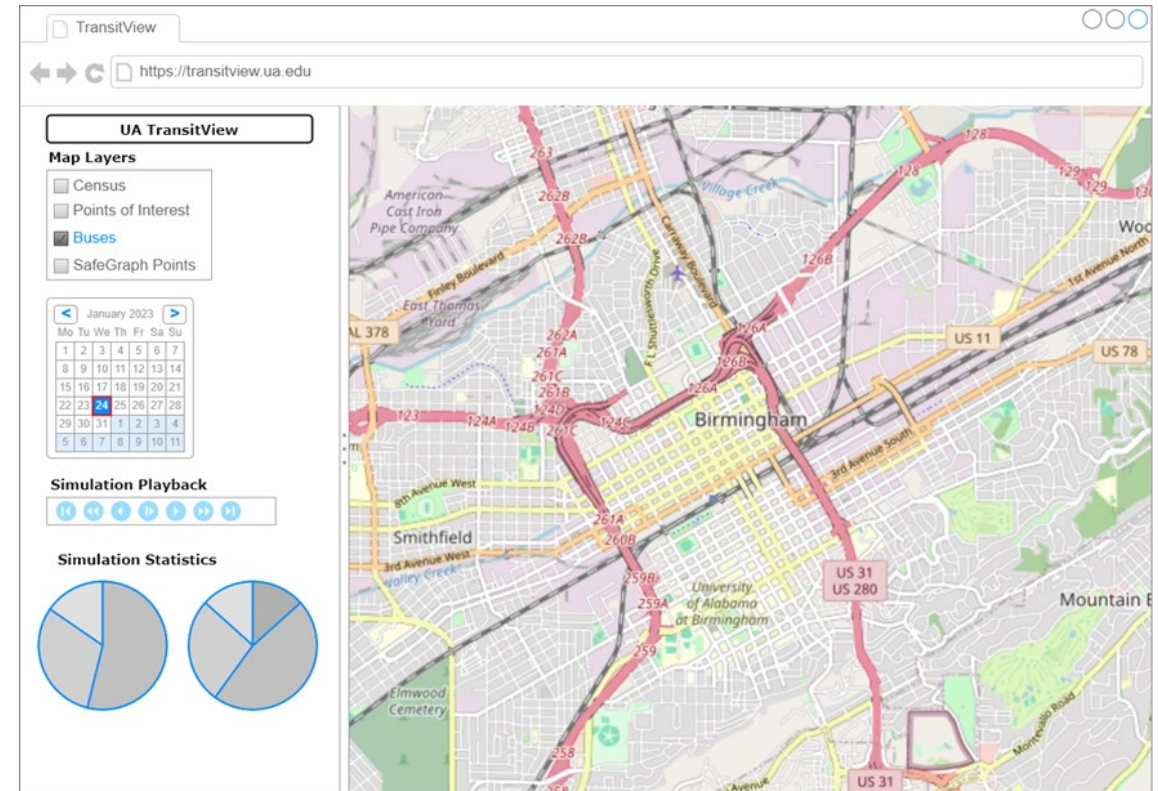 TransitView
https://transitview.ua.edu
UA TransitView
Map Layers
Census
Points of Interest
Buses
SafeGraph Points
< January 2023 >
Mo Tu We Th Fr Sa Su
1 2 3 4 5 6 7
8 9 10 11 12 13 14
15 16 17 18 19 20 21
22 23 24 25 26 27 28
29 30 31 1 2 3 4
5 6 7 8 9 10 11
Simulation Playback
Simulation Statistics
263
128
128
129
129
262B
American
Cast Iron
Pipe Company
Village Creek
262B
Carraway Boulevard
126B
1st Avenue North
Finley Boulevard
F L Shuttlesworth Drive
East Thomas
Yard
AL 378
262A
126A
US 11
261A
126B
US 78
261C
126A
261B
123
124A
124B
124D
261C
124C
Birmingham
3rd Avenue South
8th Avenue West
261A
Smithfield
260B
3rd Avenue West
Valley Creek
259B
University
of Alabama
at Birmingham
US 31
US 280
259A
Mountain
259
Elmwood
Cemetery
Montevallo Road
258
US 31
Avenue